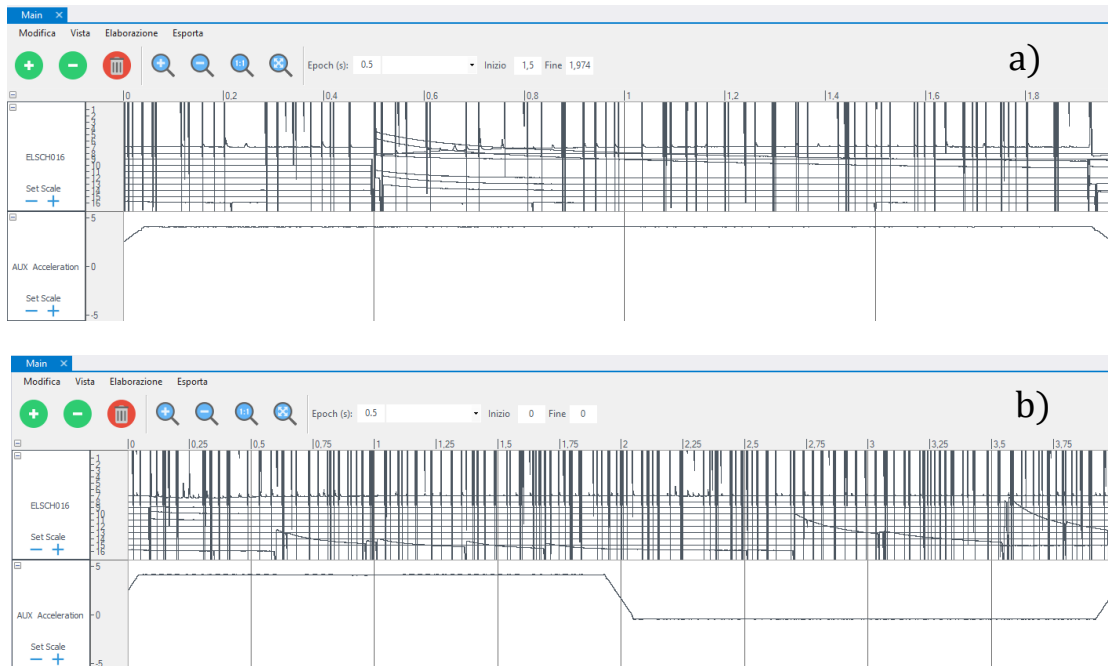 Main ×
Modifica Vista Elaborazione Esporta
Epoch (s): 0.5 Inizio 1,5 Fine 1,974
a)
0 0,2 0,4 0,6 0,8 1 1,2 1,4 1,6 1,8
ELSCH016
Set Scale
5
AUX Acceleration 0
Set Scale
-5
Main ×
Modifica Vista Elaborazione Esporta
Epoch (s): 0.5 Inizio 0 Fine 0
b)
0 0,25 0,5 0,75 1 1,25 1,5 1,75 2 2,25 2,5 2,75 3 3,25 3,5 3,75
ELSCH016
Set Scale
5
AUX Acceleration 0
Set Scale
-5